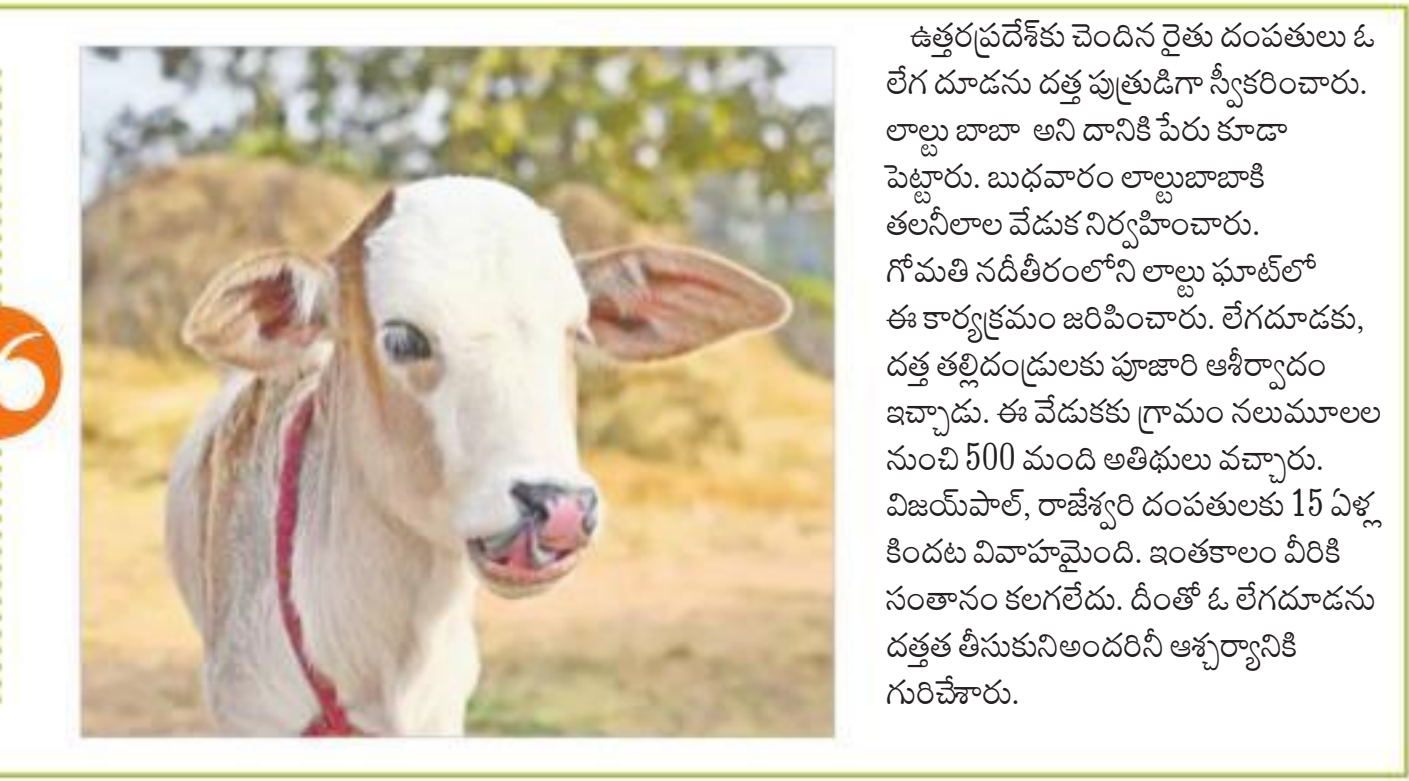 ఉత్తరప్రదేశ్‌కు చెందిన రైతు దంపతులు ఓ
లేగ దూడను దత్త పుత్రుడిగా స్వీకరించారు.
లాల్టు బాబా అని దానికి పేరు కూడా
పెట్టారు. బుధవారం లాల్టుబాబాకి
తలనీలాల వేడుక నిర్వహించారు.
గోమతి నదీతీరంలోని లాల్టు ఘాట్‌లో
ఈ కార్యక్రమం జరిపించారు. లేగదూడకు,
దత్త తల్లిదండ్రులకు పూజారి ఆశీర్వాదం
ఇచ్చాడు. ఈ వేడుకకు గ్రామం నలుమూలల
నుంచి 500 మంది అతిథులు వచ్చారు.
విజయ్‌పాల్, రాజేశ్వరి దంపతులకు 15 ఏళ్ల
కిందట వివాహమైంది. ఇంతకాలం వీరికి
సంతానం కలగలేదు. దీంతో ఓ లేగదూడను
దత్తత తీసుకునిఅందరినీ ఆశ్చర్యానికి
గురిచేశారు.